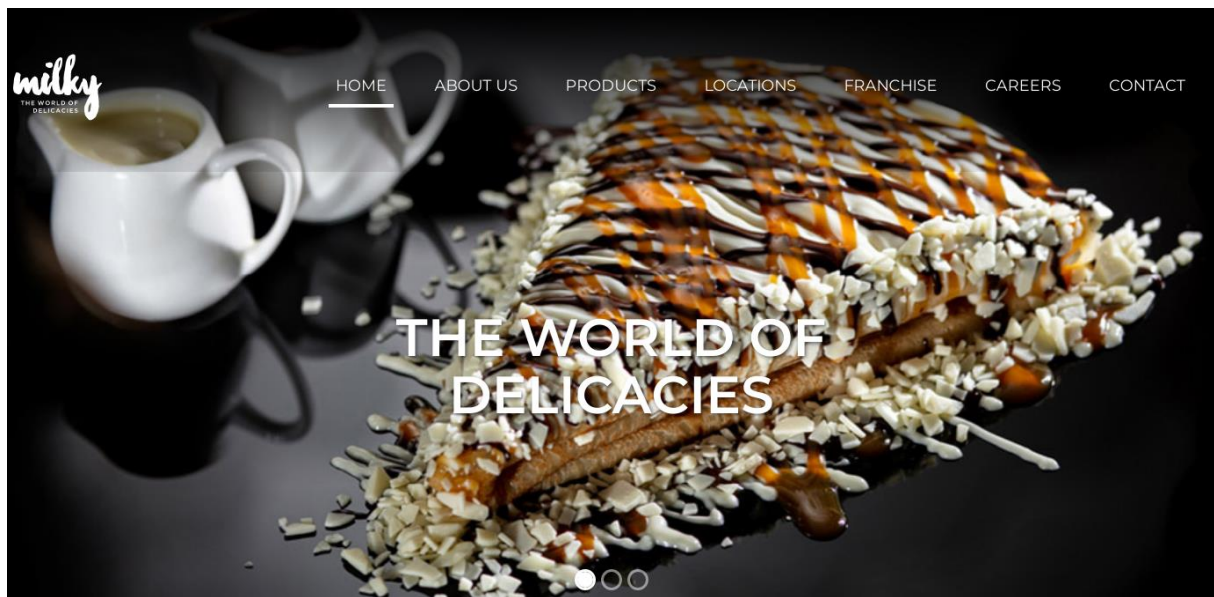 milky
THE WORLD OF
DELICACIES
HOME ABOUT US PRODUCTS LOCATIONS FRANCHISE CAREERS CONTACT
THE WORLD OF
DELICACIES